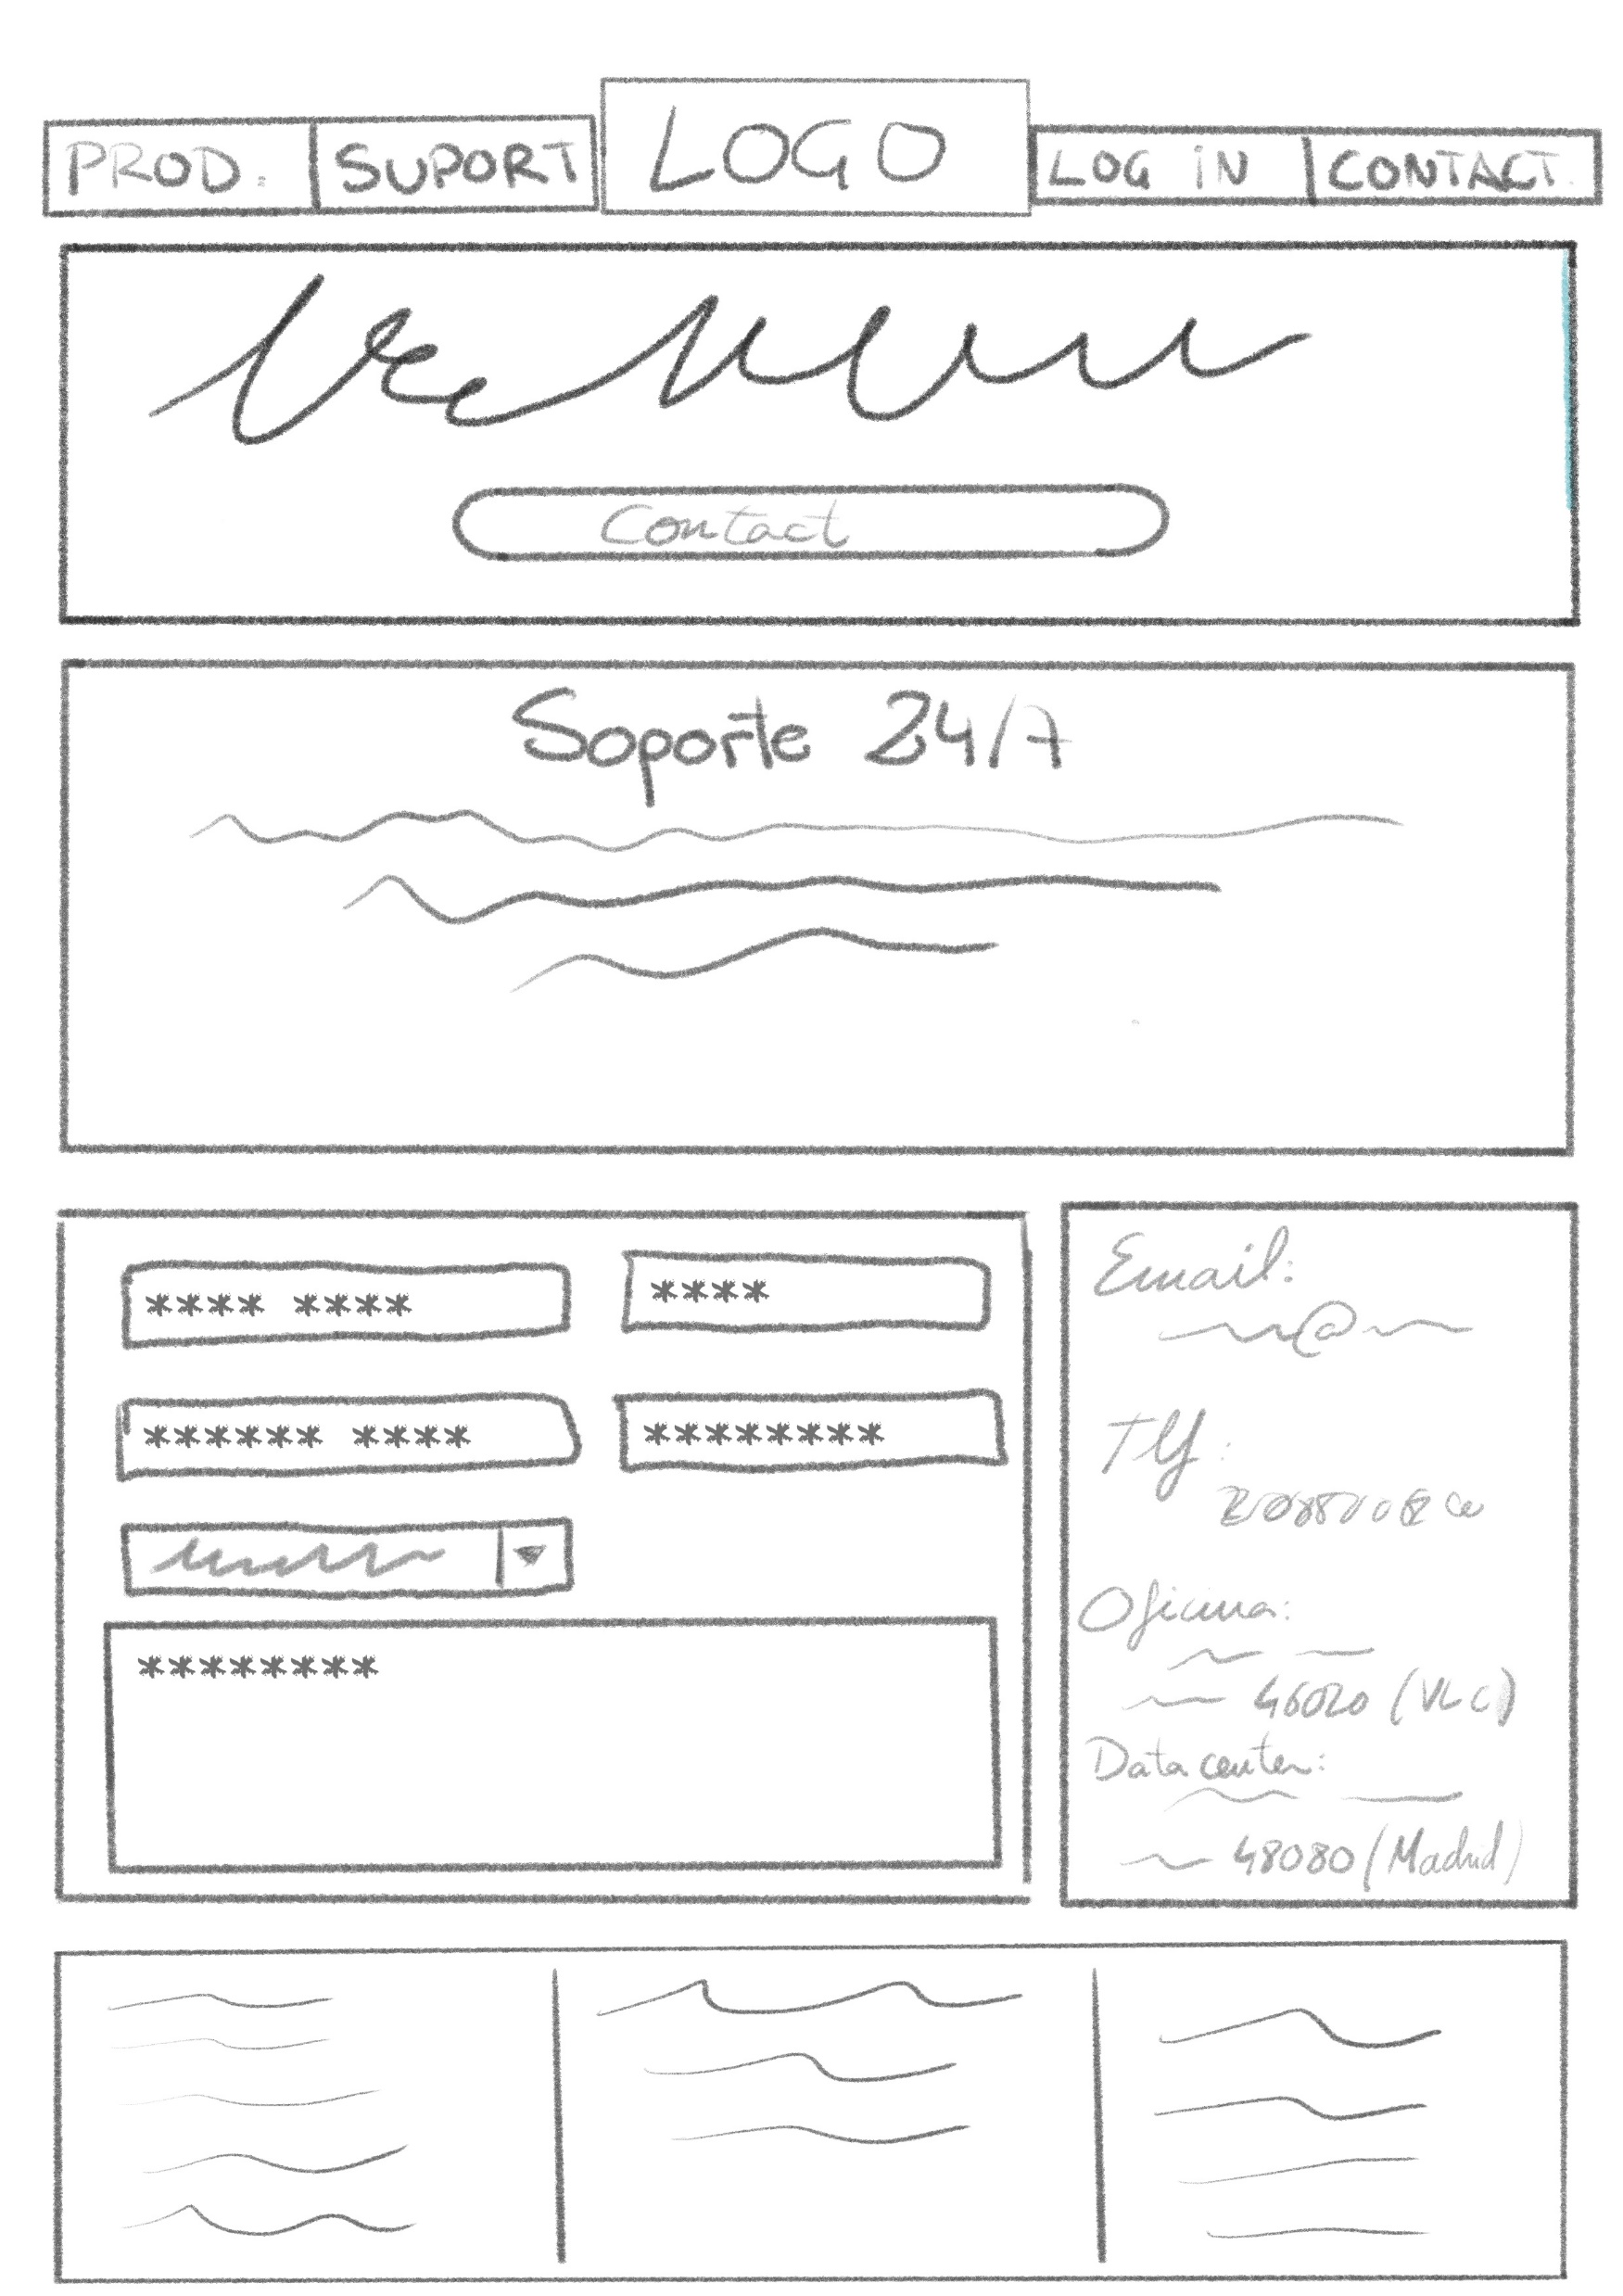 PROD. SUPORT LOGO LOG iN CONTACT.
Contact
Soporte 24/7
**** ****
****
****** ****
********
********
Email:
@
Tlf:
Oficina:
46020 (VLC)
Data center:
48080 (Madrid)